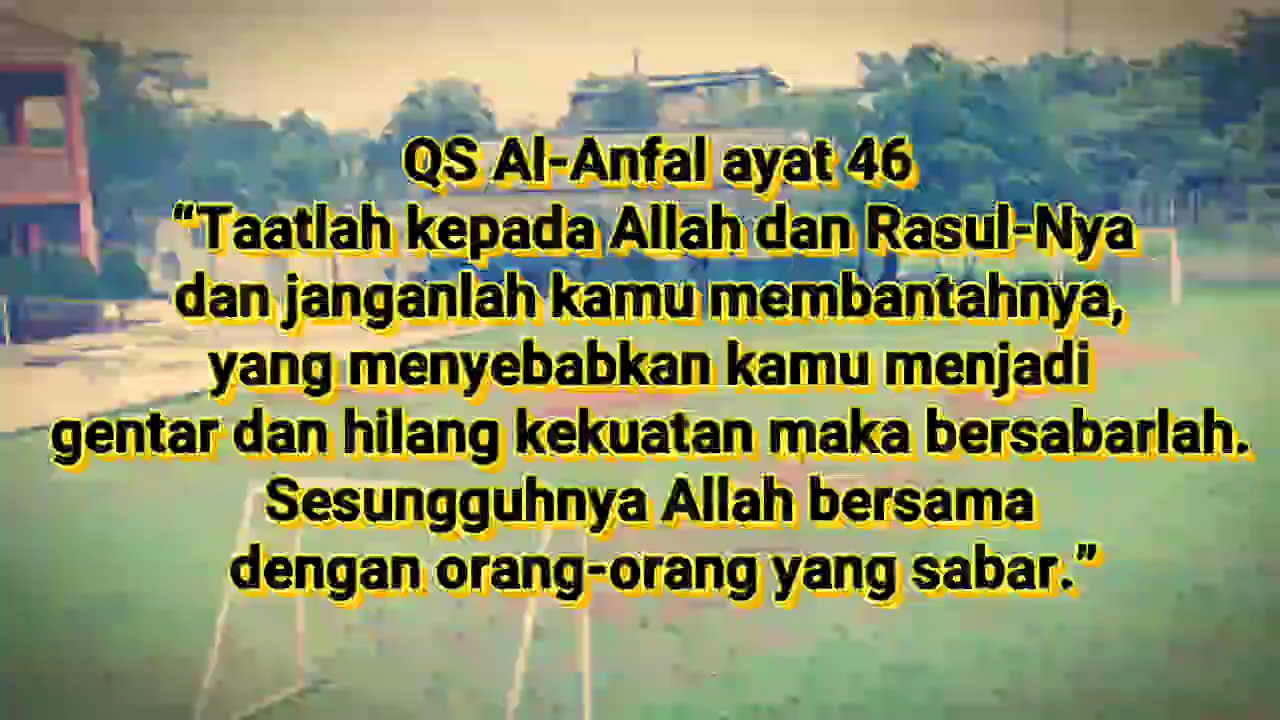 QS Al-Anfal ayat 46
“Taatlah kepada Allah dan Rasul-Nya
dan janganlah kamu membantahnya,
yang menyebabkan kamu menjadi
gentar dan hilang kekuatan maka bersabarlah.
Sesungguhnya Allah bersama
dengan orang-orang yang sabar.”